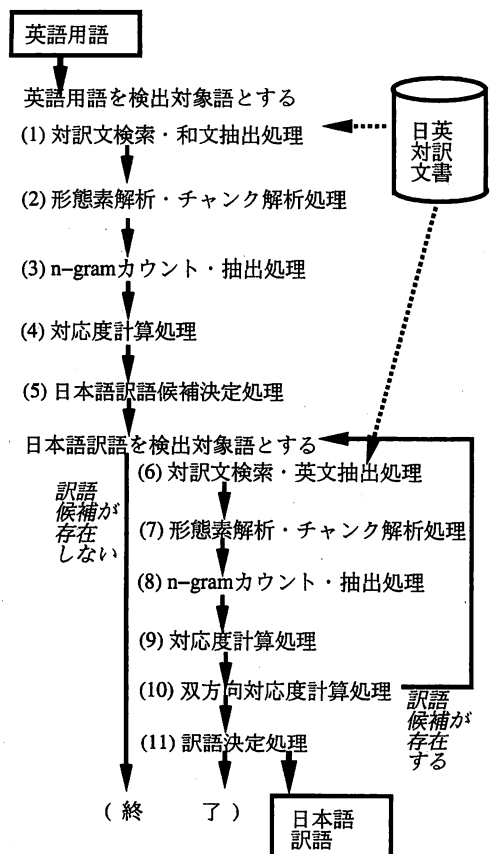 英語用語
英語用語を検出対象語とする
(1) 対訳文検索・和文抽出処理
日英
対訳
文書
(2) 形態素解析・チャンク解析処理
(3) n-gramカウント・抽出処理
(4) 対応度計算処理
(5) 日本語訳語候補決定処理
日本語訳語を検出対象語とする
(6) 対訳文検索・英文抽出処理
訳語
候補が
存在
しない
(7) 形態素解析・チャンク解析処理
(8) n-gramカウント・抽出処理
(9) 対応度計算処理
(10) 双方向対応度計算処理
訳語
候補が
存在
する
(11) 訳語決定処理
(終 了)
日本語
訳語